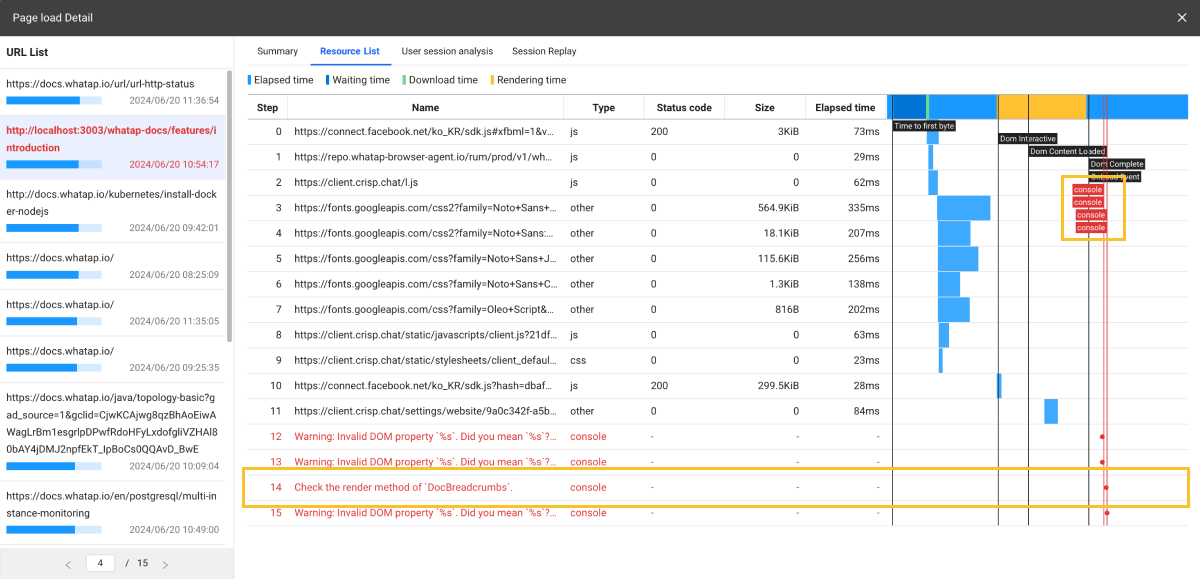 Page load Detail
URL List
https://docs.whatap.io/url/url-http-status
2024/06/20 11:36:54
http://localhost:3003/whatap-docs/features/i
ntroduction
2024/06/20 10:54:17
http://docs.whatap.io/kubernetes/install-dock
er-nodejs
2024/06/20 09:42:01
https://docs.whatap.io/
2024/06/20 08:25:09
https://docs.whatap.io/
2024/06/20 11:35:05
https://docs.whatap.io/
2024/06/20 09:25:35
https://docs.whatap.io/java/topology-basic?g
ad_source=1&gclid=CjwKCAjwg8qzBhAoEiwA
WagLrBm1esgrlpDPwfRdoHFyLxdofgliVZHAl8
0bAY4jDMJ2npfEkT_lpBoCs0QQAvD_BwE
2024/06/20 10:09:04
https://docs.whatap.io/en/postgresql/multi-in
stance-monitoring
2024/06/20 10:49:00
4 / 15
Summary Resource List User session analysis Session Replay
Elapsed time Waiting time Download time Rendering time
Step Name Type Status code Size Elapsed time
0 https://connect.facebook.net/ko_KR/sdk.js#xfbml=1&v... js 200 3KiB 73ms
1 https://repo.whatap-browser-agent.io/rum/prod/v1/wh... js 0 0 29ms
2 https://client.crisp.chat/l.js js 0 0 62ms
3 https://fonts.googleapis.com/css2?family=Noto+Sans+... other 0 564.9KiB 335ms
4 https://fonts.googleapis.com/css2?family=Noto+Sans:... other 0 18.1KiB 207ms
5 https://fonts.googleapis.com/css?family=Noto+Sans+J... other 0 115.6KiB 256ms
6 https://fonts.googleapis.com/css?family=Noto+Sans+C... other 0 1.3KiB 138ms
7 https://fonts.googleapis.com/css?family=Oleo+Script&... other 0 816B 202ms
8 https://client.crisp.chat/static/javascripts/client.js?21df... js 0 0 63ms
9 https://client.crisp.chat/static/stylesheets/client_defaul... css 0 0 23ms
10 https://connect.facebook.net/ko_KR/sdk.js?hash=dbaf... js 200 299.5KiB 28ms
11 https://client.crisp.chat/settings/website/9a0c342f-a5b... other 0 0 84ms
12 Warning: Invalid DOM property `%s`. Did you mean `%s`?... console - - -
13 Warning: Invalid DOM property `%s`. Did you mean `%s`?... console - - -
14 Check the render method of `DocBreadcrumbs`. console - - -
15 Warning: Invalid DOM property `%s`. Did you mean `%s`?... console - - -
Time to first byte
Dom Interactive
Dom Content Loaded
Dom Complete
Event
console
console
console
console